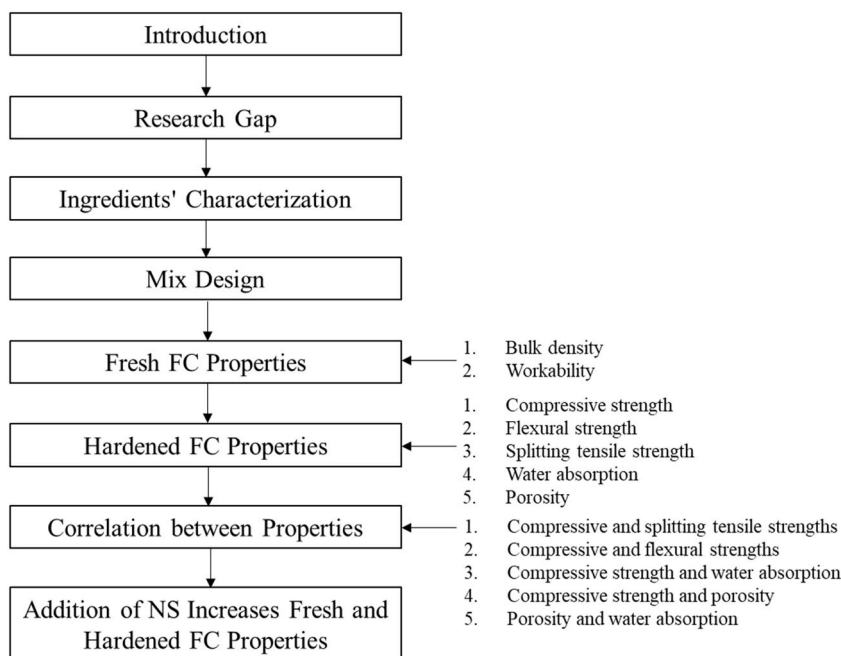 Introduction
Research Gap
Ingredients' Characterization
Mix Design
Fresh FC Properties
1. Bulk density
2. Workability
Hardened FC Properties
1. Compressive strength
2. Flexural strength
3. Splitting tensile strength
4. Water absorption
5. Porosity
Correlation between Properties
1. Compressive and splitting tensile strengths
2. Compressive and flexural strengths
3. Compressive strength and water absorption
4. Compressive strength and porosity
5. Porosity and water absorption
Addition of NS Increases Fresh and
Hardened FC Properties